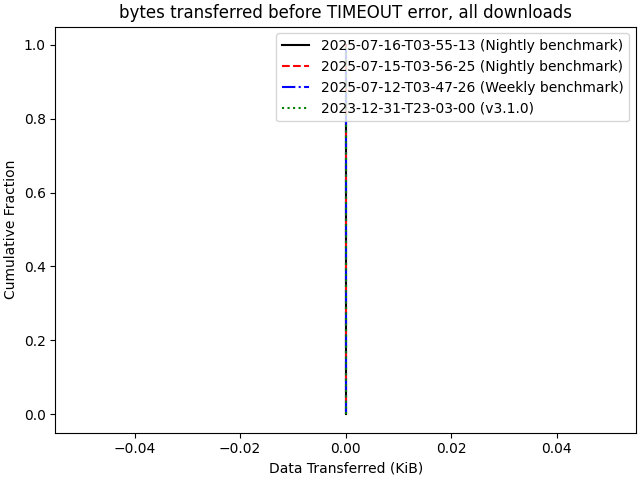 bytes transferred before TIMEOUT error, all downloads
2025-07-16-T03-55-13 (Nightly benchmark)
2025-07-15-T03-56-25 (Nightly benchmark)
2025-07-12-T03-47-26 (Weekly benchmark)
2023-12-31-T23-03-00 (v3.1.0)
Cumulative Fraction
1.0
0.8
0.6
0.4
0.2
0.0
−0.04 −0.02 0.00 0.02 0.04
Data Transferred (KiB)